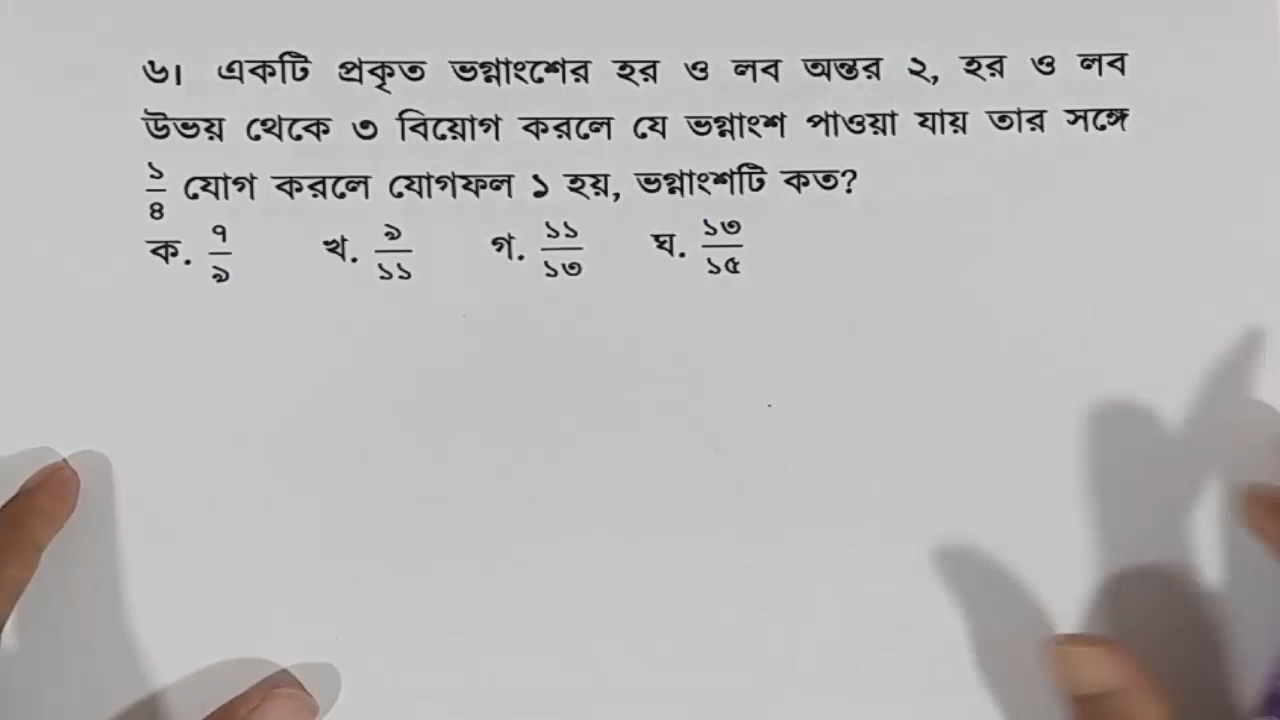 ৬। একটি প্রকৃত ভগ্নাংশের হর ও লব অন্তর ২, হর ও লব
উভয় থেকে ৩ বিয়োগ করলে যে ভগ্নাংশ পাওয়া যায় তার সঙ্গে
১/৪ যোগ করলে যোগফল ১ হয়, ভগ্নাংশটি কত?
ক. ৭/৯ খ. ৯/১১ গ. ১১/১৩ ঘ. ১৩/১৫